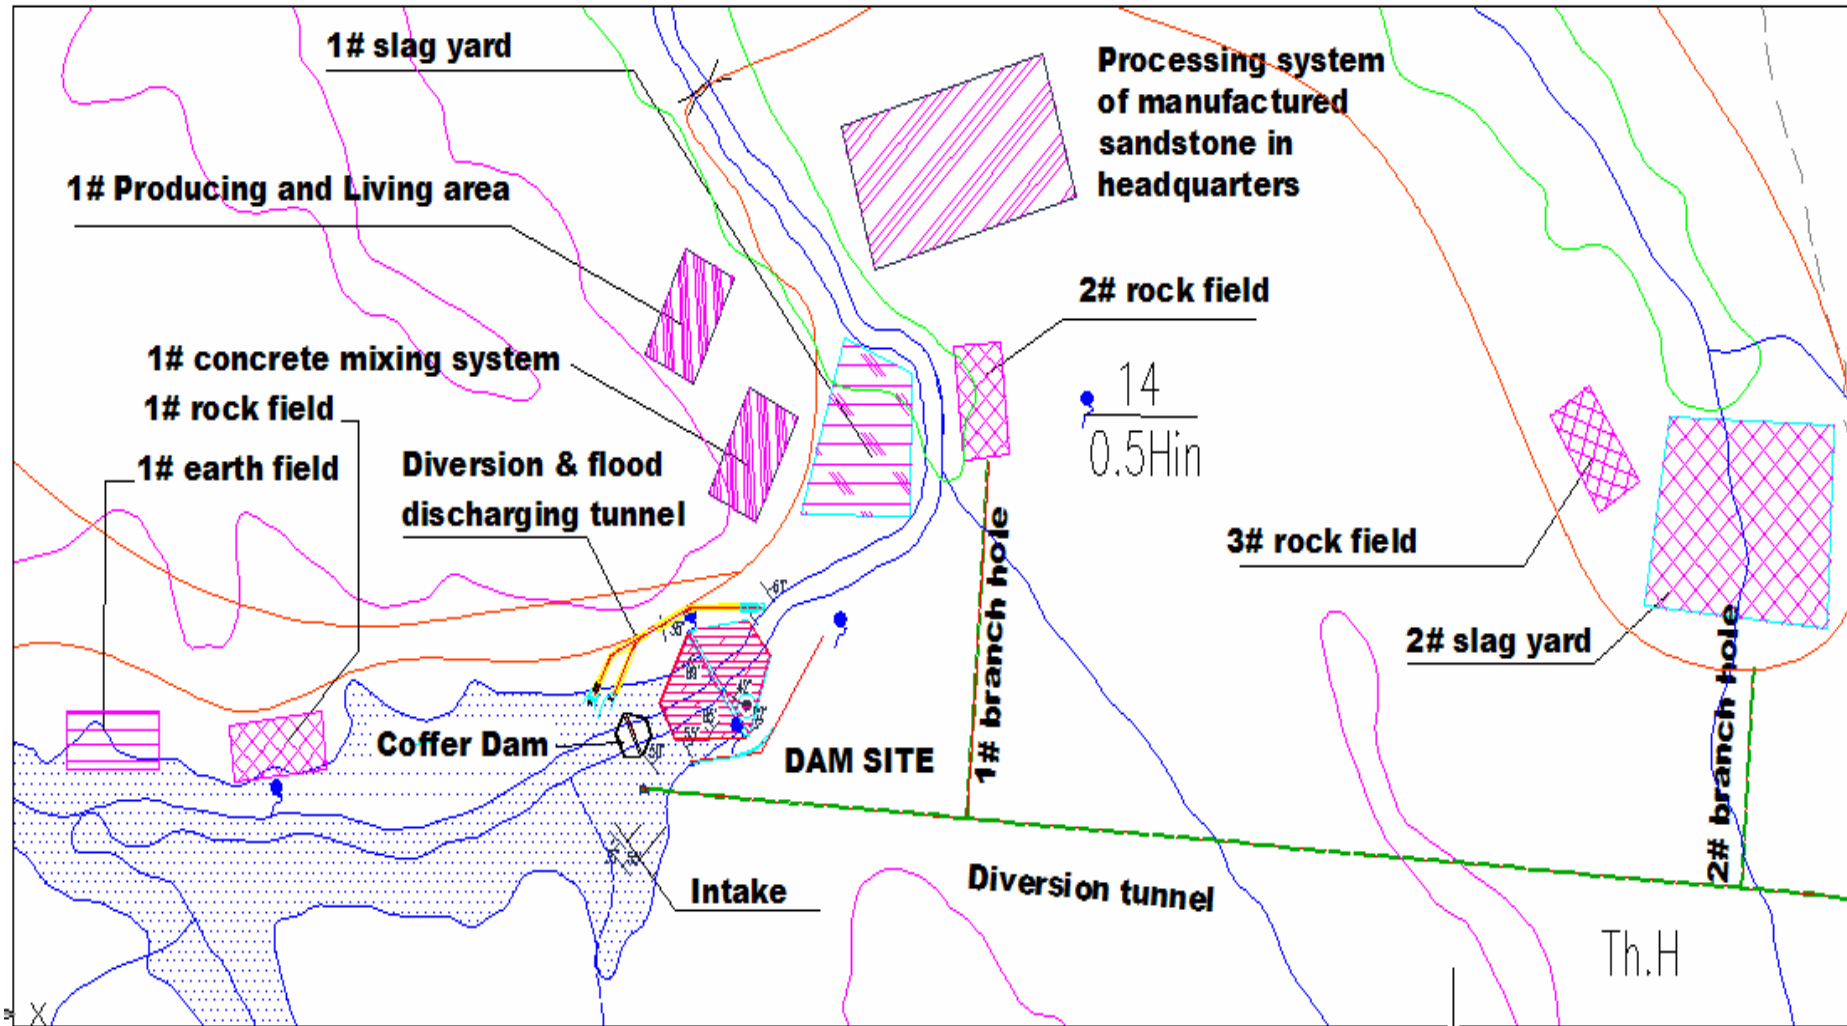 1# slag yard
Processing system
of manufactured
sandstone in
headquarters
1# Producing and Living area
2# rock field
1# concrete mixing system
14
0.5Hin
1# rock field
1# earth field
Diversion & flood
discharging tunnel
3# rock field
1# branch hole
2# slag yard
2# branch hole
Coffer Dam
DAM SITE
Intake
Diversion tunnel
Th.H
X